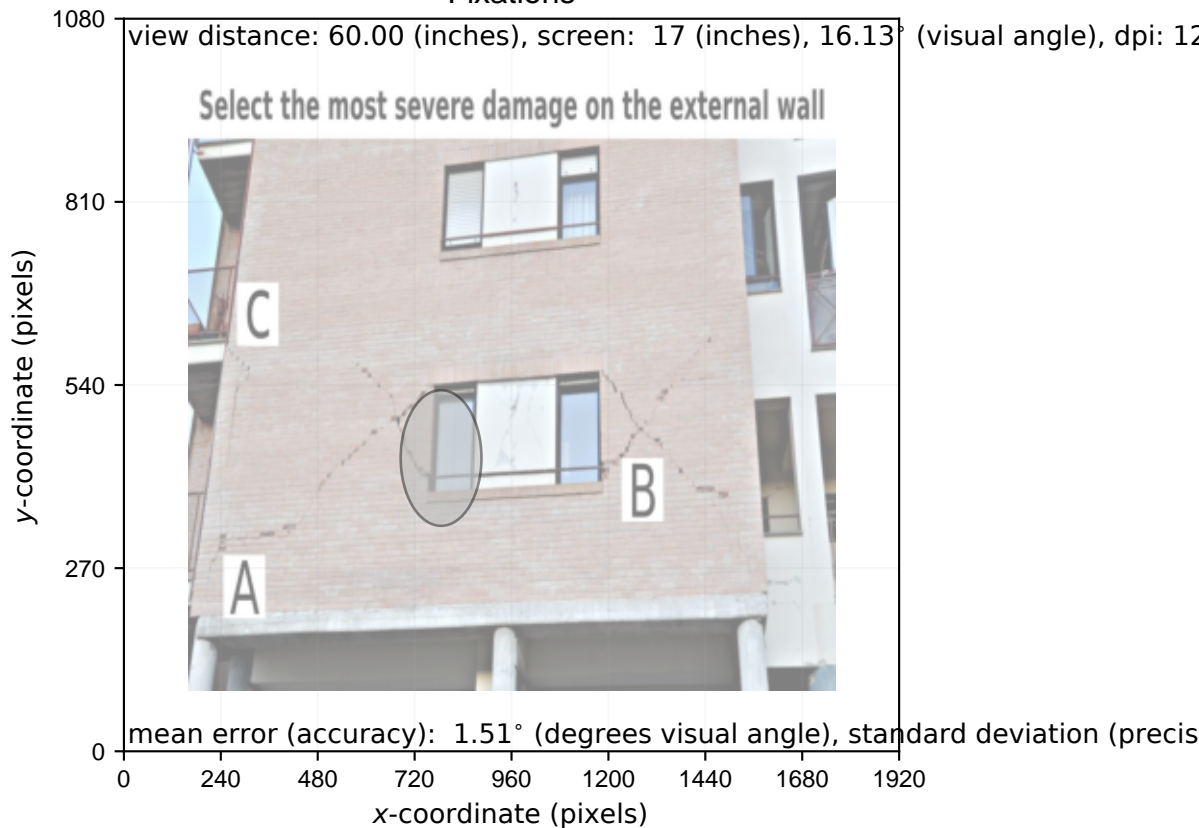 view distance: 60.00 (inches), screen:  17 (inches), 16.13° (visual angle), dpi: 12
Select the most severe damage on the external wall
1080
810
540
270
0
y-coordinate (pixels)
C
B
A
mean error (accuracy):  1.51° (degrees visual angle), standard deviation (precis
0 240 480 720 960 1200 1440 1680 1920
x-coordinate (pixels)